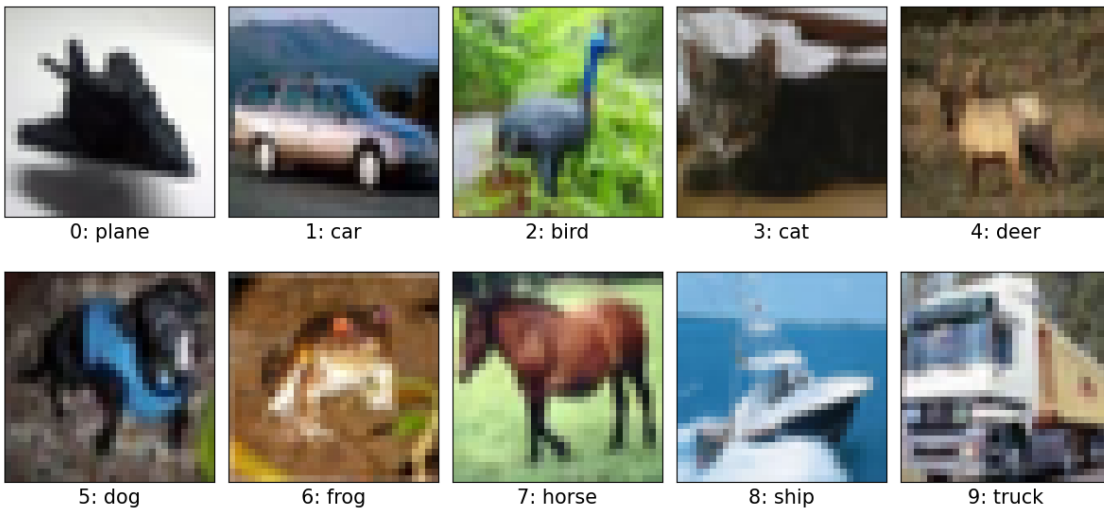 0: plane
1: car
2: bird
3: cat
4: deer
5: dog
6: frog
7: horse
8: ship
9: truck